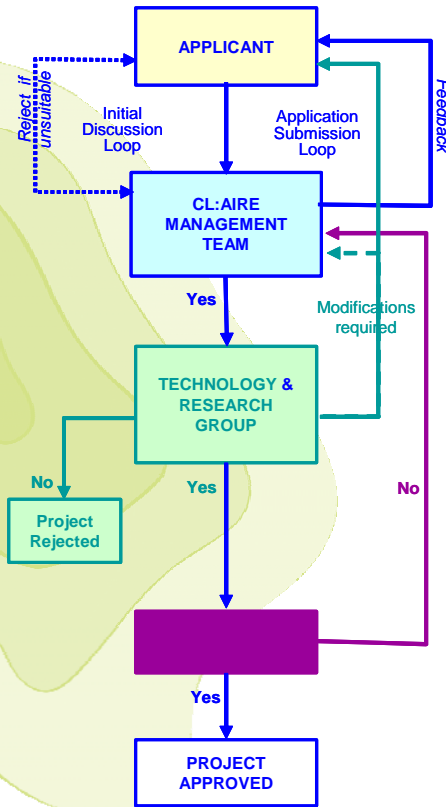 APPLICANT
Reject if
unsuitable
Initial
Discussion
Loop
Application
Submission
Loop
Feedback
CL:AIRE
MANAGEMENT
TEAM
Yes
Modifications
required
TECHNOLOGY &
RESEARCH
GROUP
No
Yes
No
Project
Rejected
Yes
PROJECT
APPROVED